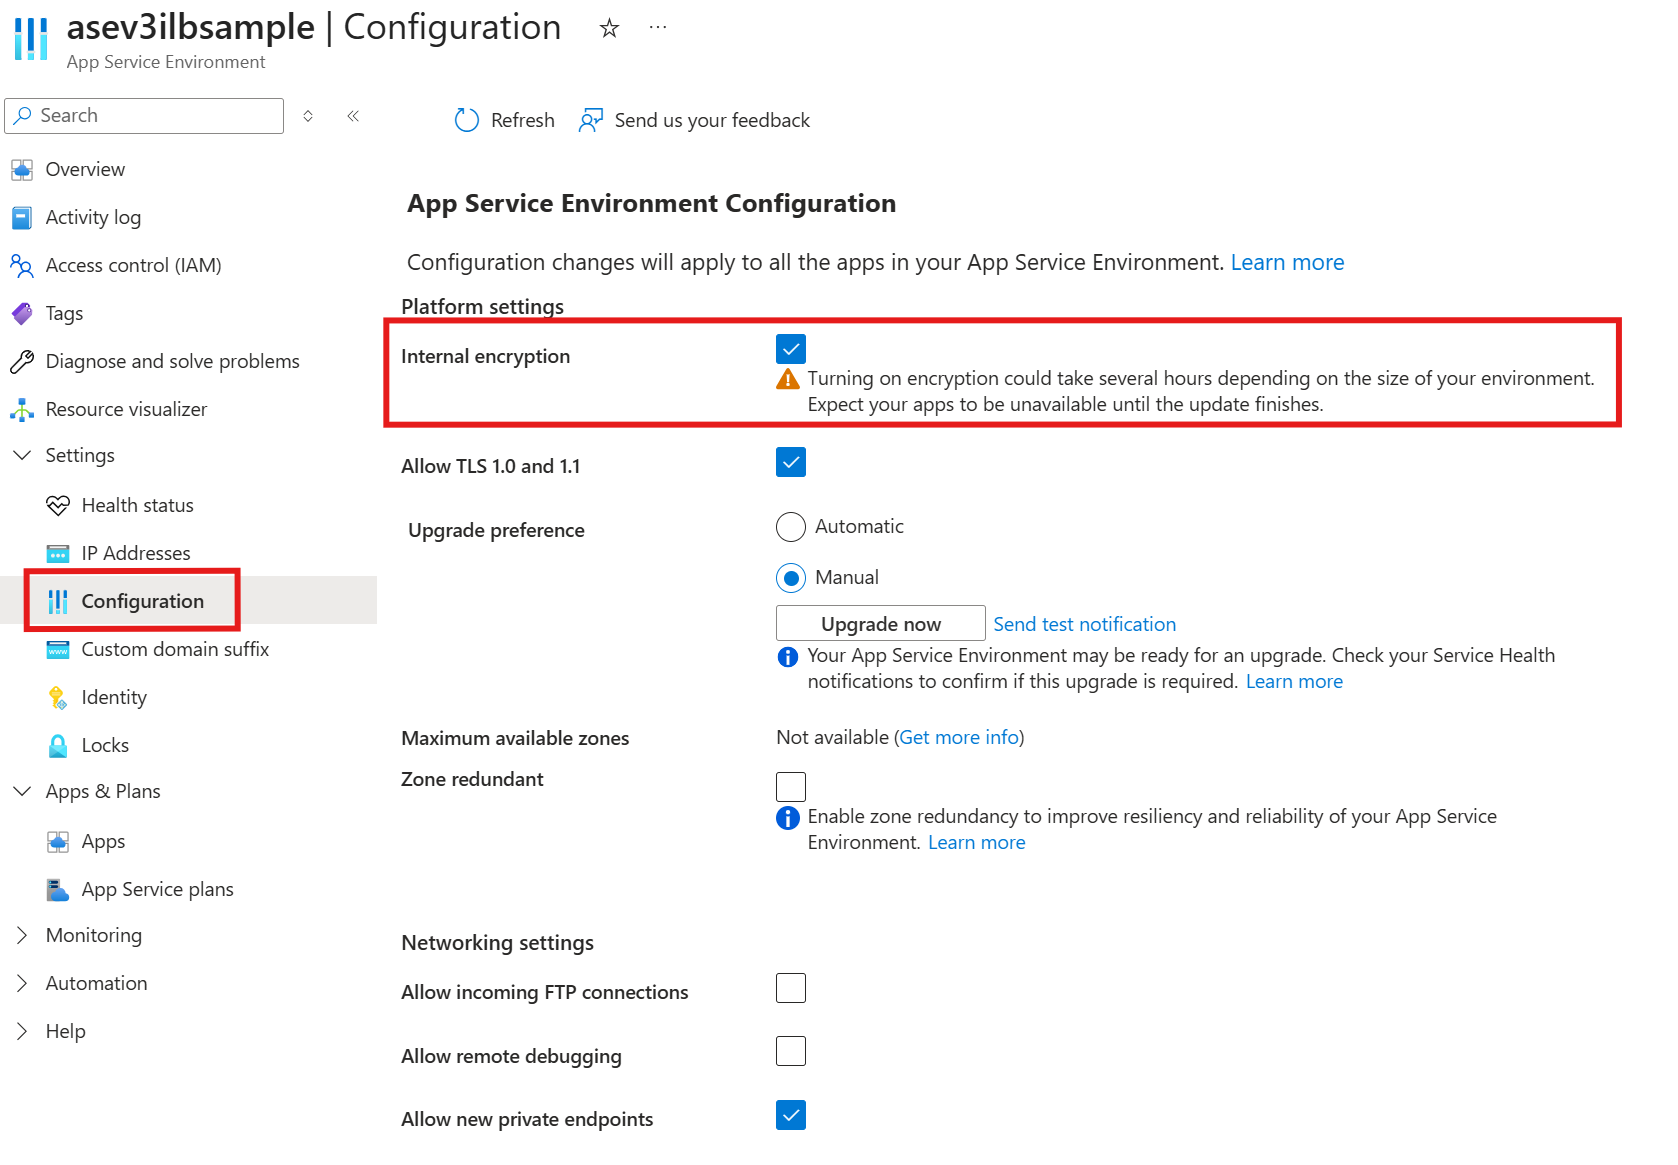 asev3ilbsample | Configuration
App Service Environment
Search
Refresh
Send us your feedback
Overview
Activity log
Access control (IAM)
Tags
Diagnose and solve problems
Resource visualizer
Settings
Health status
IP Addresses
Configuration
Custom domain suffix
Identity
Locks
Apps & Plans
Apps
App Service plans
Monitoring
Automation
Help
App Service Environment Configuration
Configuration changes will apply to all the apps in your App Service Environment. Learn more
Platform settings
Internal encryption
Turning on encryption could take several hours depending on the size of your environment.
Expect your apps to be unavailable until the update finishes.
Allow TLS 1.0 and 1.1
Upgrade preference
Automatic
Manual
Upgrade now
Send test notification
Your App Service Environment may be ready for an upgrade. Check your Service Health
notifications to confirm if this upgrade is required. Learn more
Maximum available zones
Not available (Get more info)
Zone redundant
Enable zone redundancy to improve resiliency and reliability of your App Service
Environment. Learn more
Networking settings
Allow incoming FTP connections
Allow remote debugging
Allow new private endpoints